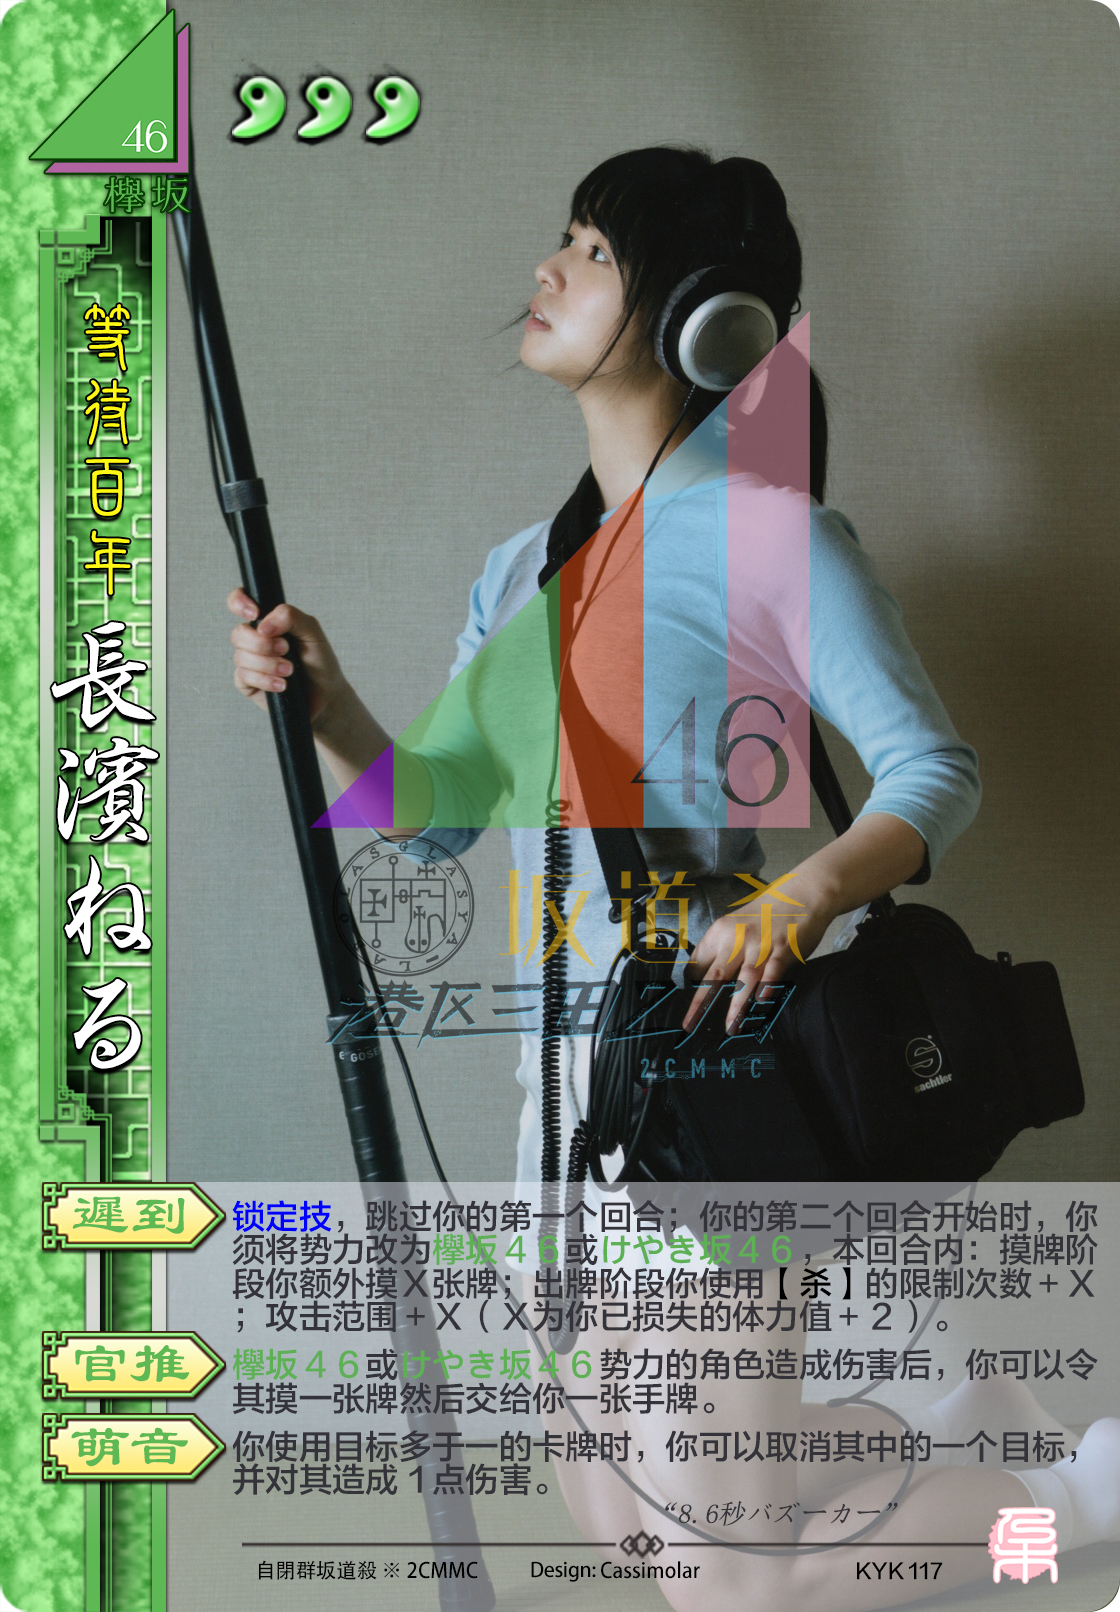 46
欅坂
等待百年
長濱ねる
46
GLASYALABOLAS
坂道杀
港区三田2丁目
2CMMC
GOSE
sachtler
遲到
锁定技，跳过你的第一个回合；你的第二个回合开始时，你
须将势力改为欅坂４６或けやき坂４６，本回合内：摸牌阶
段你额外摸Ｘ张牌；出牌阶段你使用【杀】的限制次数＋Ｘ
；攻击范围＋Ｘ（Ｘ为你已损失的体力值＋２）。
官推
欅坂４６或けやき坂４６势力的角色造成伤害后，你可以令
其摸一张牌然后交给你一张手牌。
萌音
你使用目标多于一的卡牌时，你可以取消其中的一个目标，
并对其造成１点伤害。
“8.6秒バズーカー”
自閉群坂道殺 ※ 2CMMC Design: Cassimolar KYK 117